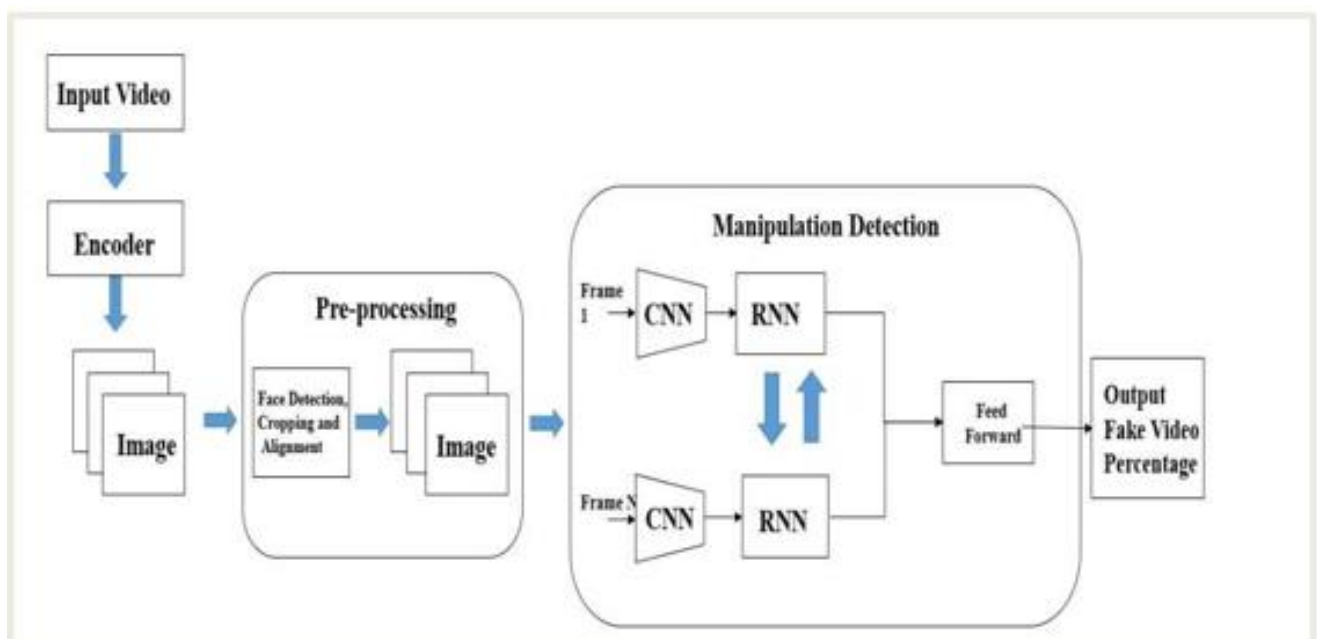 Input Video
Encoder
Image
Pre-processing
Face Detection,
Cropping and
Alignment
Image
Manipulation Detection
Frame
1
CNN
RNN
Frame N
CNN
RNN
Feed
Forward
Output
Fake Video
Percentage